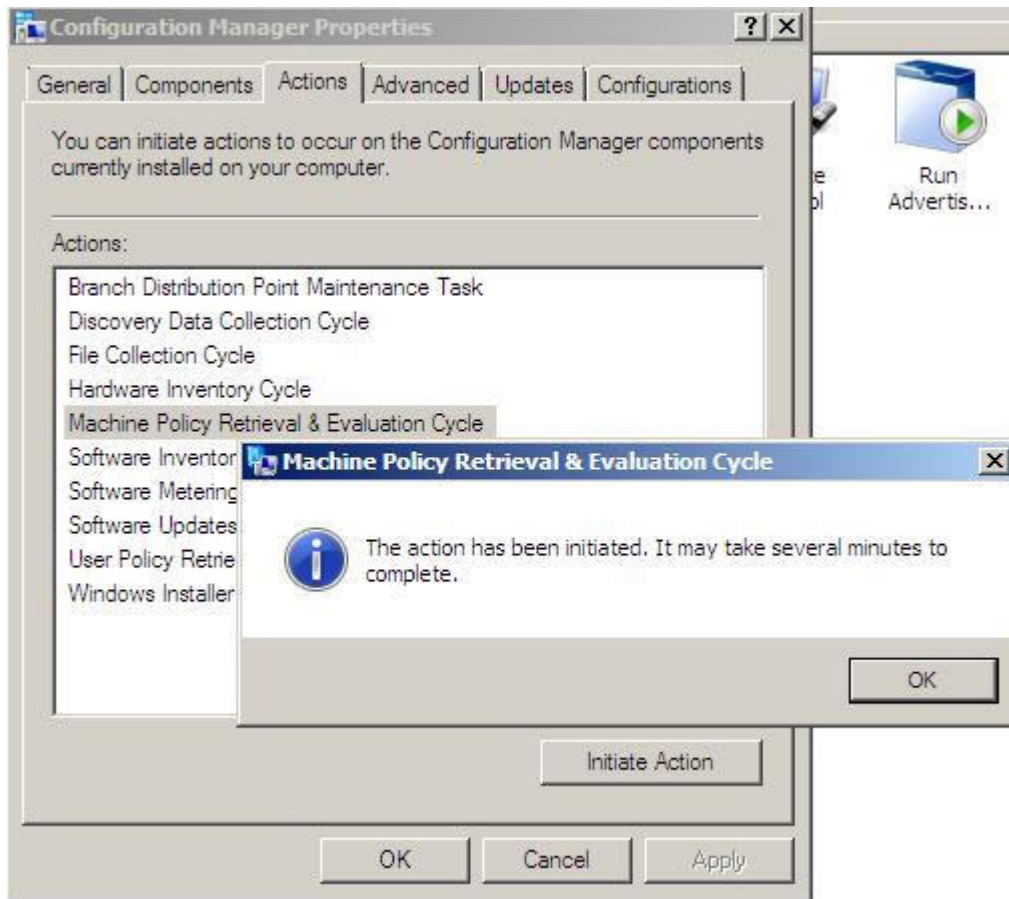 Configuration Manager Properties
General Components Actions Advanced Updates Configurations
You can initiate actions to occur on the Configuration Manager components
currently installed on your computer.
Actions:
Branch Distribution Point Maintenance Task
Discovery Data Collection Cycle
File Collection Cycle
Hardware Inventory Cycle
Machine Policy Retrieval & Evaluation Cycle
Software Inventor
Software Metering
Software Updates
User Policy Retrie
Windows Installer
Machine Policy Retrieval & Evaluation Cycle
The action has been initiated. It may take several minutes to
complete.
OK
Initiate Action
OK Cancel Apply
Run
Advertis...